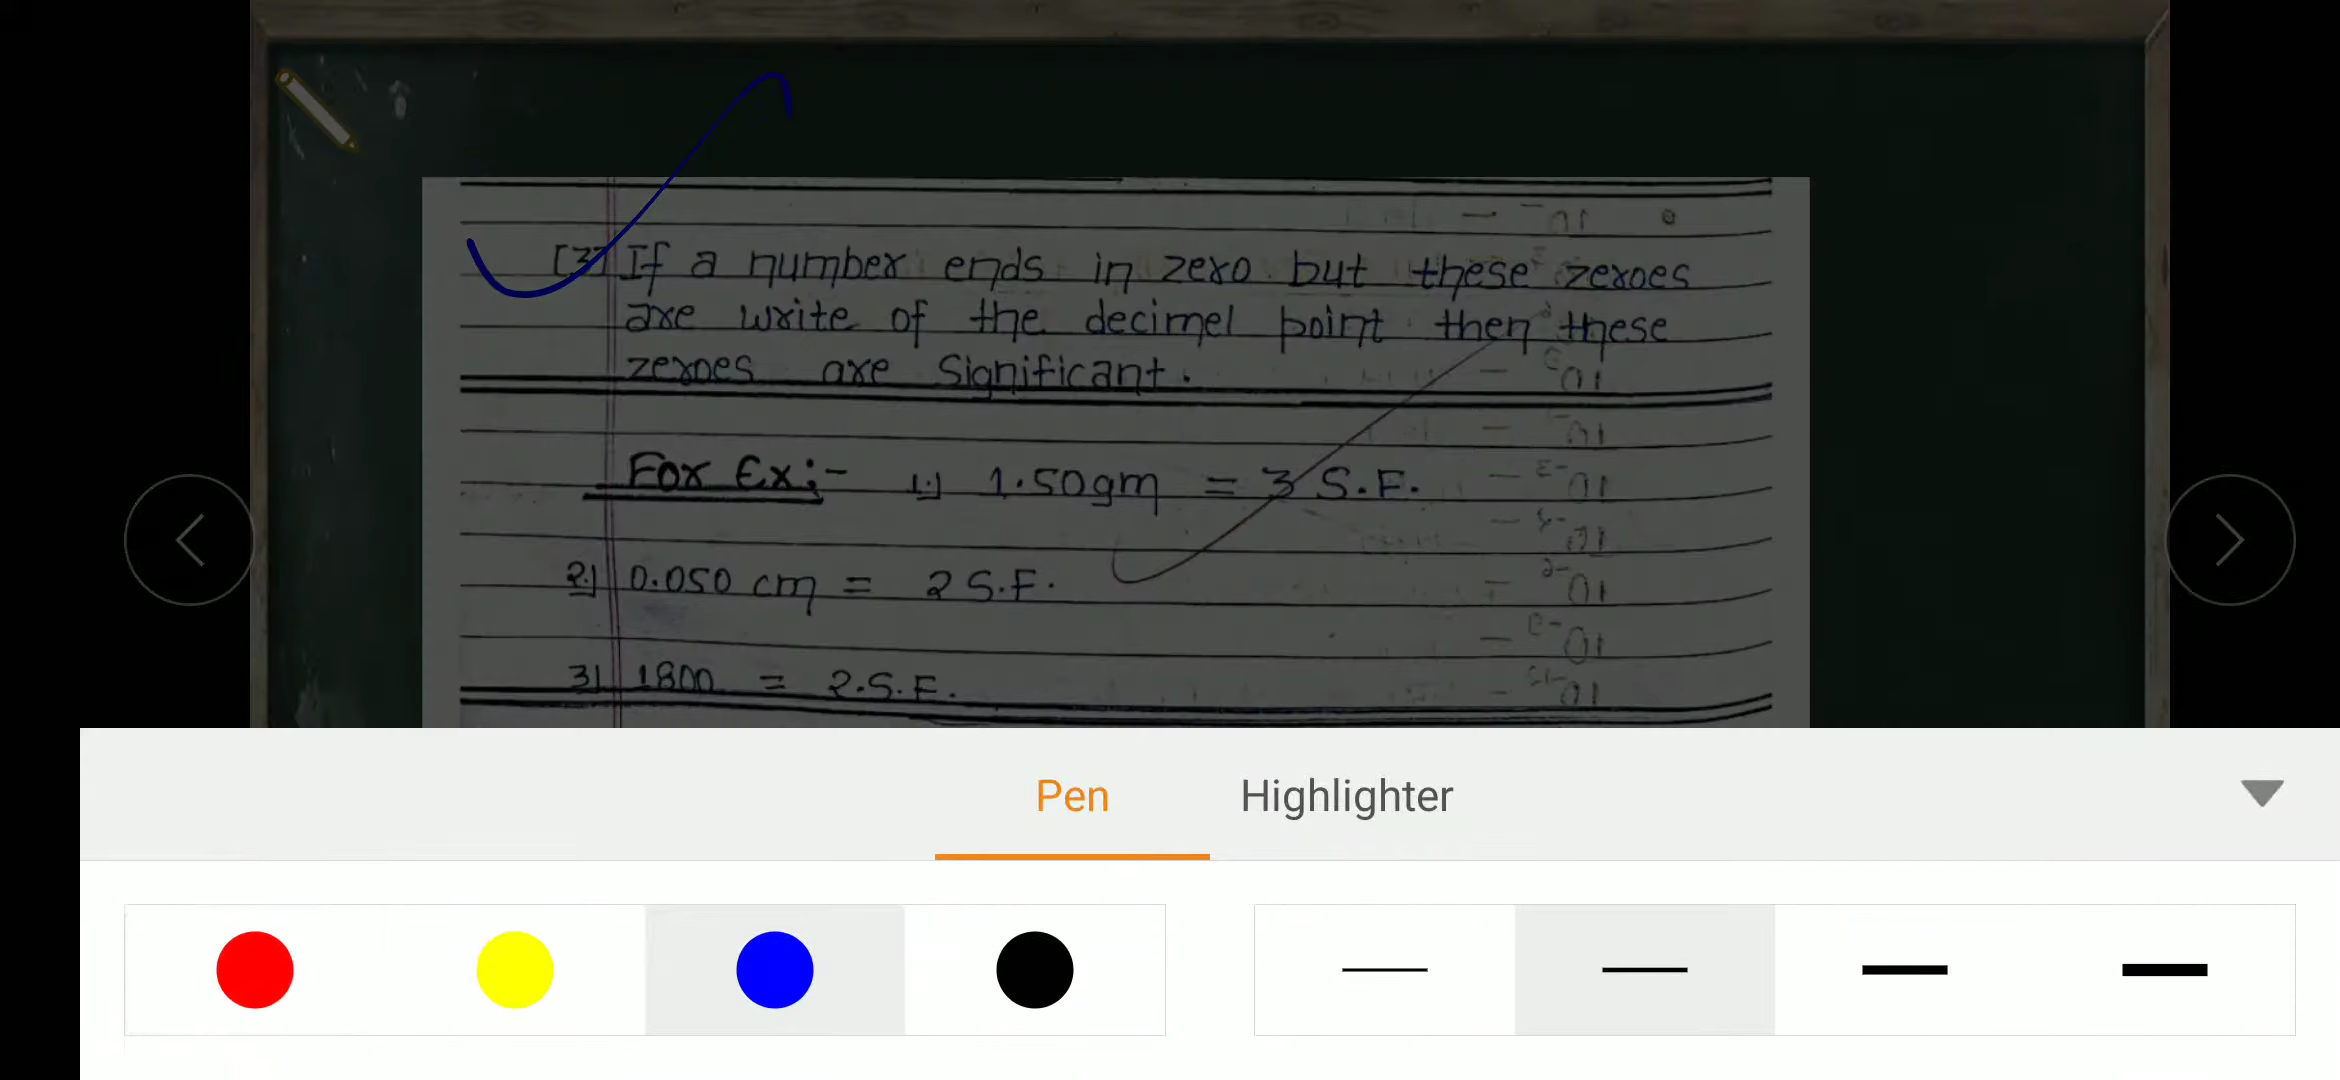 [3] If a number ends in zero but these zeroes
are write of the decimel point then these
zeroes are Significant.
For Ex:- 1.) 1.50gm = 3 S.F.
2.) 0.050 cm = 2 S.F.
3) 1800 = 2.S.F.
Pen Highlighter